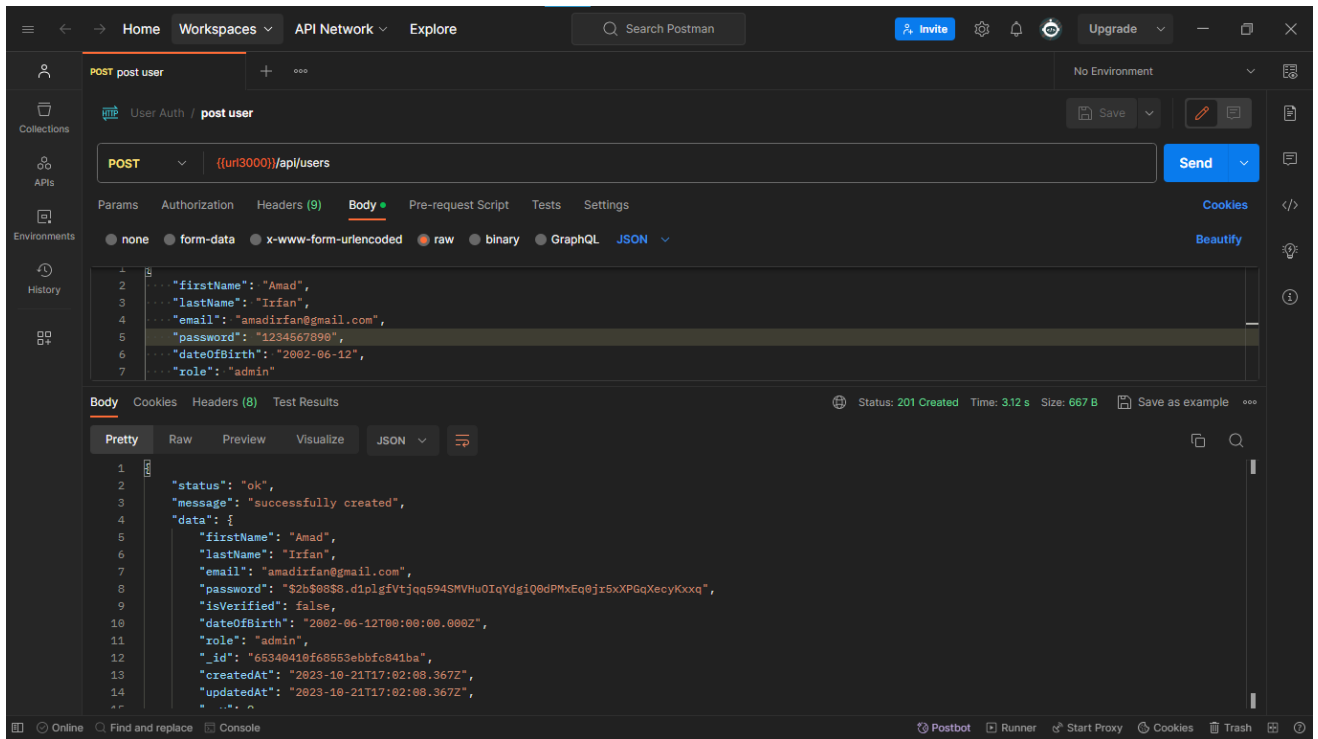 Home Workspaces API Network Explore Search Postman Invite Upgrade
POST post user No Environment
User Auth / post user Save
Collections
POST {{url3000}}/api/users Send
APIs
Params Authorization Headers (9) Body Pre-request Script Tests Settings Cookies
Environments
none form-data x-www-form-urlencoded raw binary GraphQL JSON Beautify
History
1 {
2 "firstName": "Amad",
3 "lastName": "Irfan",
4 "email": "amadirfan@gmail.com",
5 "password": "1234567890",
6 "dateOfBirth": "2002-06-12",
7 "role": "admin"
Body Cookies Headers (8) Test Results Status: 201 Created Time: 3.12 s Size: 667 B Save as example
Pretty Raw Preview Visualize JSON
1 {
2 "status": "ok",
3 "message": "successfully created",
4 "data": {
5 "firstName": "Amad",
6 "lastName": "Irfan",
7 "email": "amadirfan@gmail.com",
8 "password": "$2b$08$8.d1plgfVtjqq594SMVHuOIqYdgiQ0dPMxEq0jr5xXPGqXecyKxxq",
9 "isVerified": false,
10 "dateOfBirth": "2002-06-12T00:00:00.000Z",
11 "role": "admin",
12 "_id": "65340410f68553ebbfc841ba",
13 "createdAt": "2023-10-21T17:02:08.367Z",
14 "updatedAt": "2023-10-21T17:02:08.367Z",
Online Find and replace Console Postbot Runner Start Proxy Cookies Trash